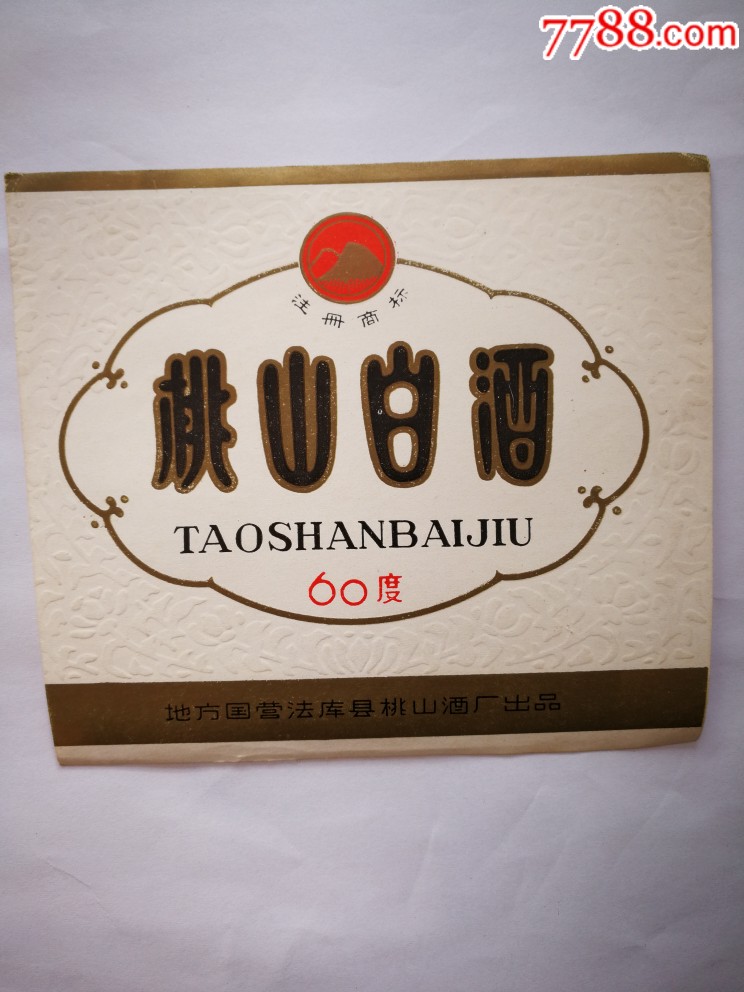 7788.com
注册商标
桃山白酒
TAOSHANBAIJIU
60度
地方国营法库县桃山酒厂出品